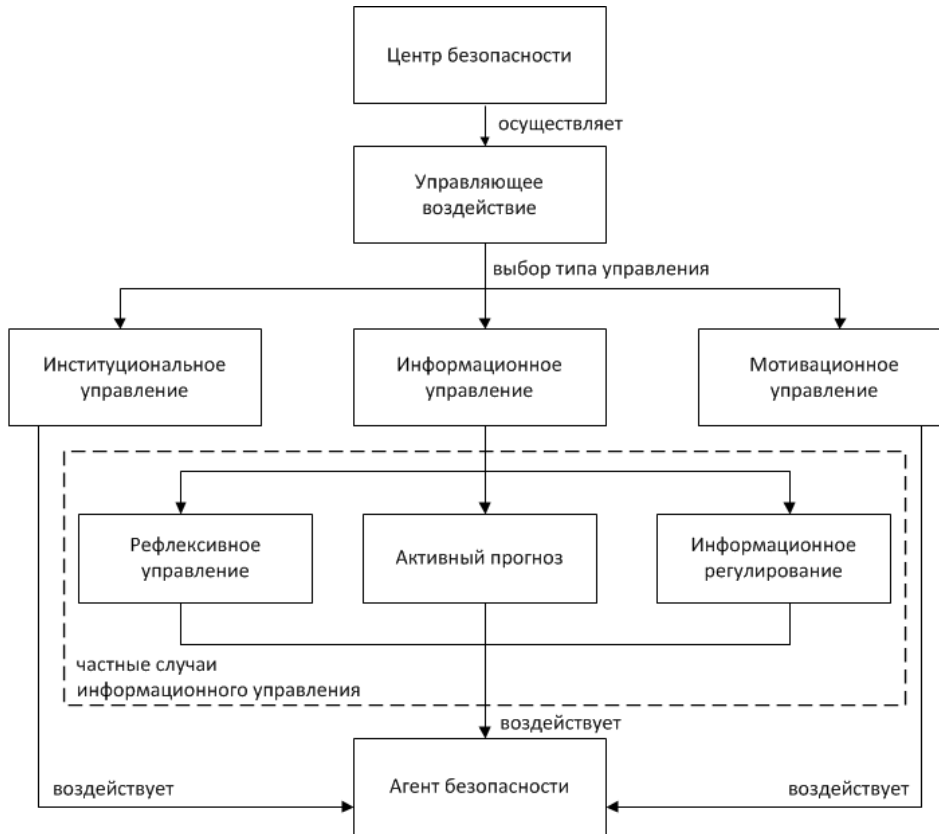 Центр безопасности
осуществляет
Управляющее
воздействие
выбор типа управления
Институциональное
управление
Информационное
управление
Мотивационное
управление
Рефлексивное
управление
Активный прогноз
Информационное
регулирование
частные случаи
информационного управления
воздействует
воздействует
Агент безопасности
воздействует